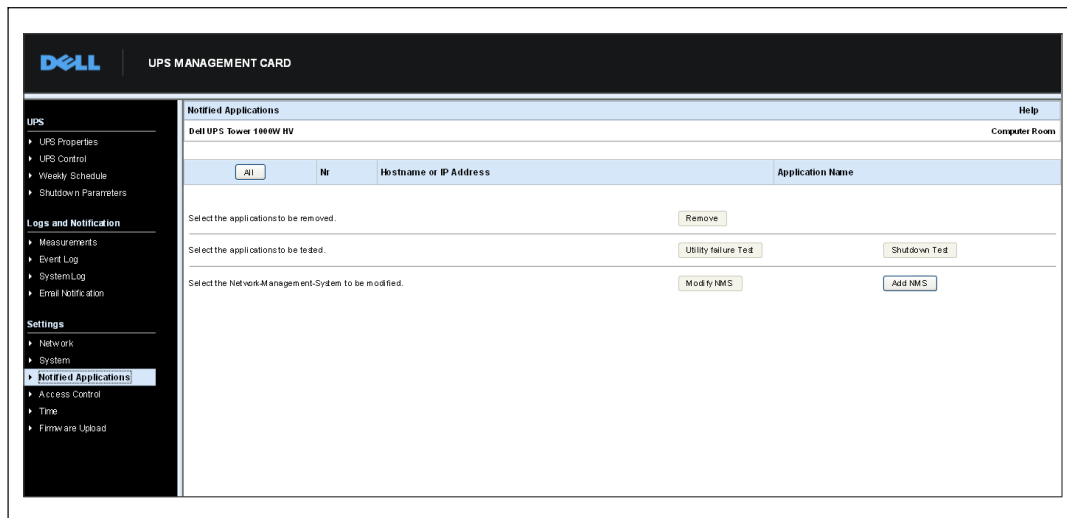 DELL
UPS MANAGEMENT CARD
UPS
UPS Properties
UPS Control
Weekly Schedule
Shutdown Parameters
Logs and Notification
Measurements
Event Log
System Log
Email Notification
Settings
Network
System
Notified Applications
Access Control
Time
Firmware Upload
Notified Applications Help
Dell UPS Tower 1000W HV Computer Room
All Nr Hostname or IP Address Application Name
Select the applications to be removed. Remove
Select the applications to be tested. Utility failure Test Shutdown Test
Select the Network-Management-System to be modified. Modify NMS Add NMS